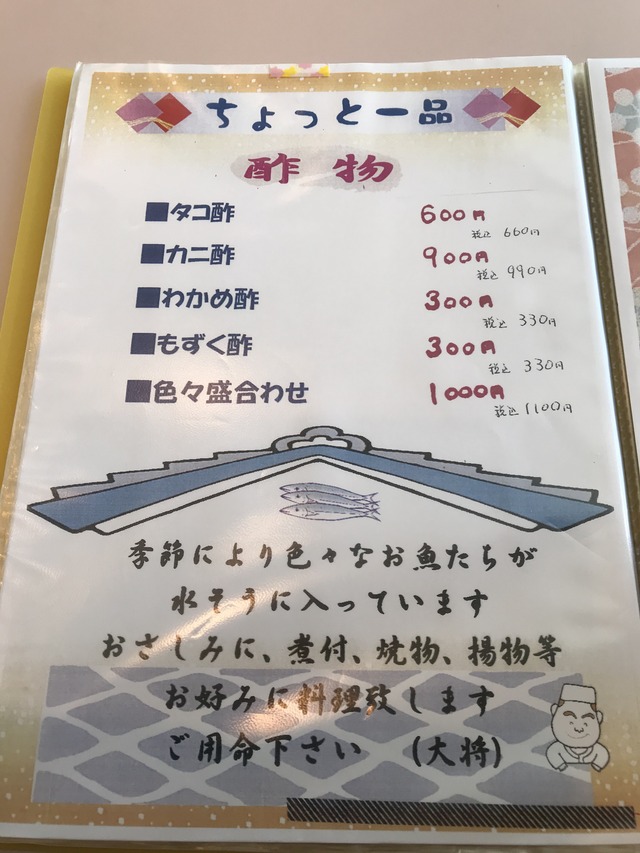 ちょっと一品
酢物
■タコ酢 600円
税込 660円
■カニ酢 900円
税込 990円
■わかめ酢 300円
税込 330円
■もずく酢 300円
税込 330円
■色々盛合わせ 1000円
税込 1100円
季節により色々なお魚たちが
水そうに入っています
おさしみに、煮付、焼物、揚物等
お好みに料理致します
ご用命下さい (大将)